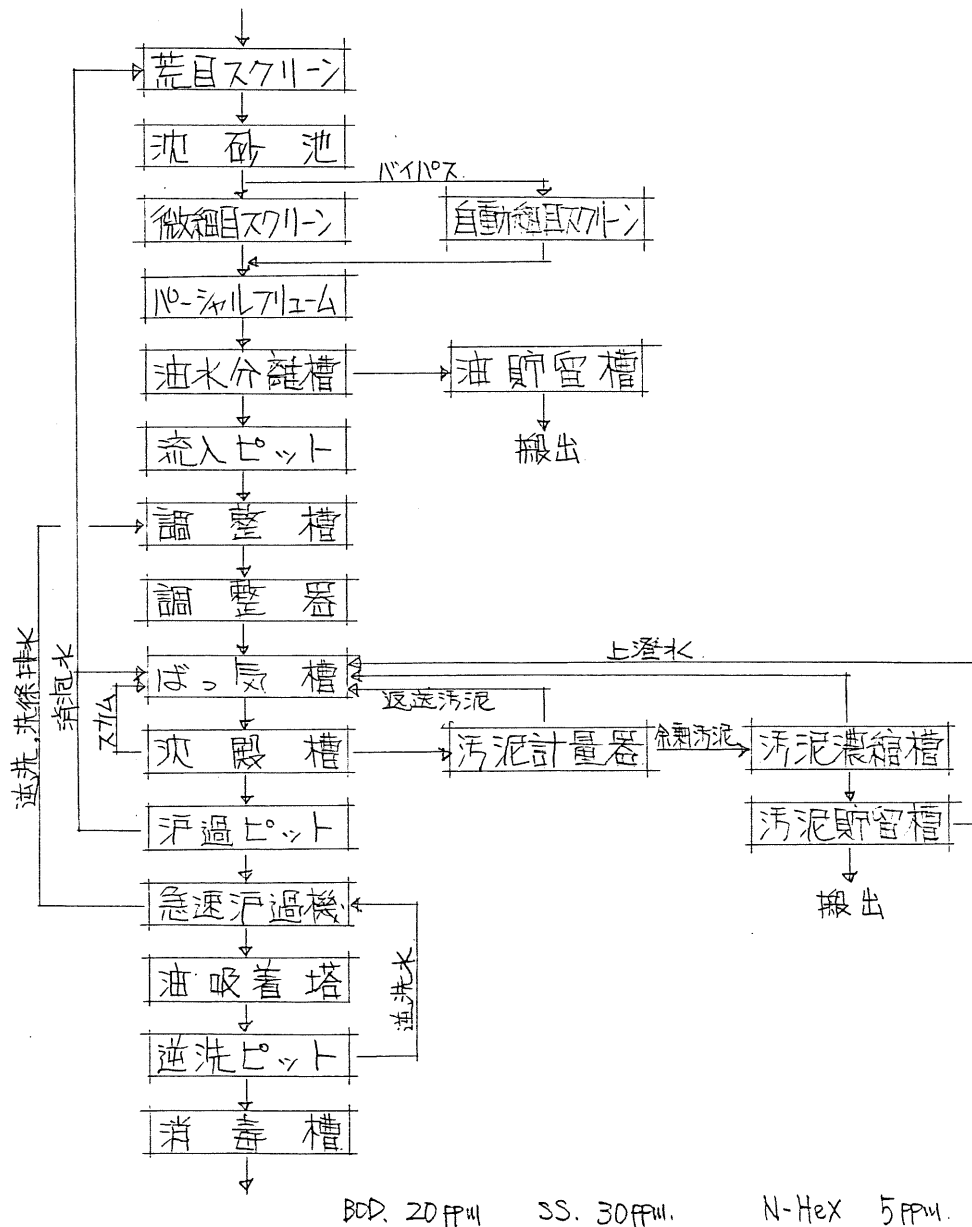 荒目スクリーン
沈砂池
バイパス
微細目スクリーン
自動細目スクリーン
パーシャルフリューム
油水分離槽
油貯留槽
搬出
流入ピット
調整槽
調整器
上澄水
ばっ気槽
返送汚泥
スカム
消泡水
逆洗,洗滌排水
沈殿槽
汚泥計量器
余剰汚泥
汚泥濃縮槽
沪過ピット
汚泥貯留槽
搬出
急速沪過機
油吸着塔
逆洗水
逆洗ピット
消毒槽
BOD. 20ppm SS. 30ppm. N-Hex 5ppm.